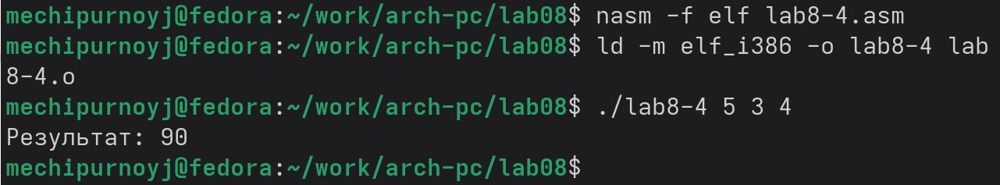 mechipurnoyj@fedora:~/work/arch-pc/lab08$ nasm -f elf lab8-4.asm
mechipurnoyj@fedora:~/work/arch-pc/lab08$ ld -m elf_i386 -o lab8-4 lab
8-4.o
mechipurnoyj@fedora:~/work/arch-pc/lab08$ ./lab8-4 5 3 4
Результат: 90
mechipurnoyj@fedora:~/work/arch-pc/lab08$